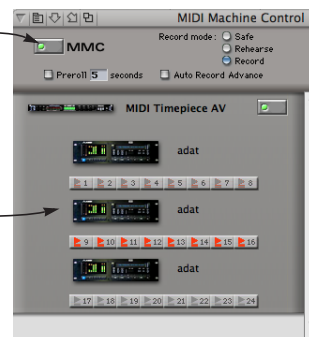 MIDI Machine Control
MMC
Record mode: Safe
Rehearse
Record
Preroll 5 seconds Auto Record Advance
MIDI Timepiece AV
adat
1 2 3 4 5 6 7 8
adat
9 10 11 12 13 14 15 16
adat
17 18 19 20 21 22 23 24